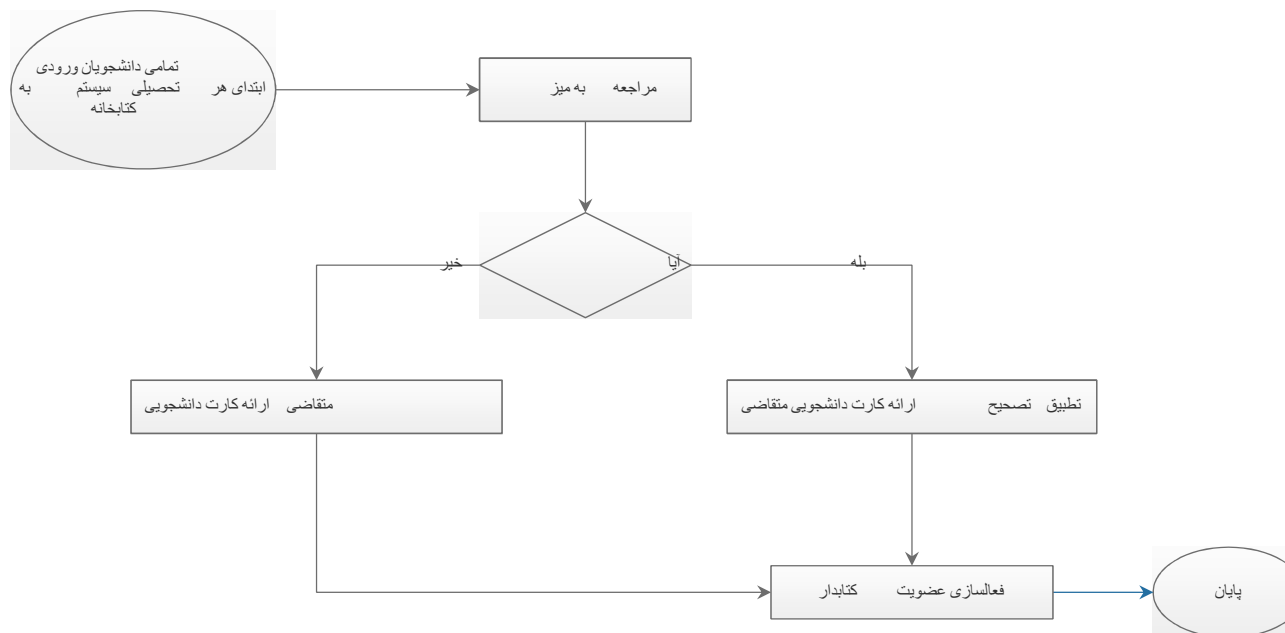 تمامی دانشجویان ورودی
ابتدای هر تحصیلی سیستم به
کتابخانه
مراجعه به میز
آیا
خیر
بله
متقاضی ارائه کارت دانشجویی
تطبیق تصحیح ارائه کارت دانشجویی متقاضی
فعالسازی عضویت کتابدار
پایان